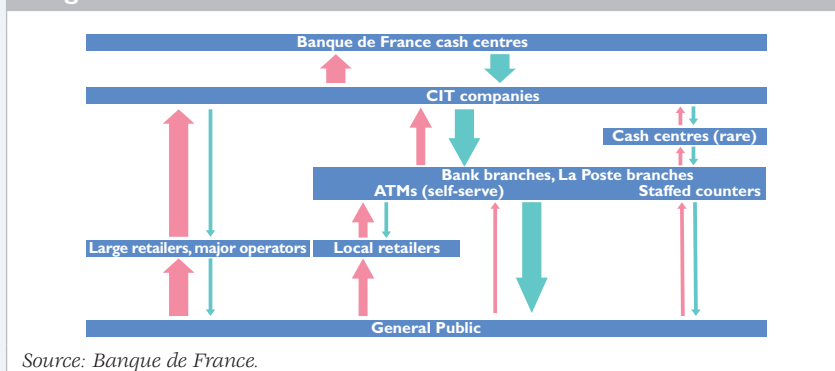 Banque de France cash centres
CIT companies
Cash centres (rare)
Bank branches, La Poste branches
ATMs (self-serve) Staffed counters
Large retailers, major operators Local retailers
General Public
Source: Banque de France.